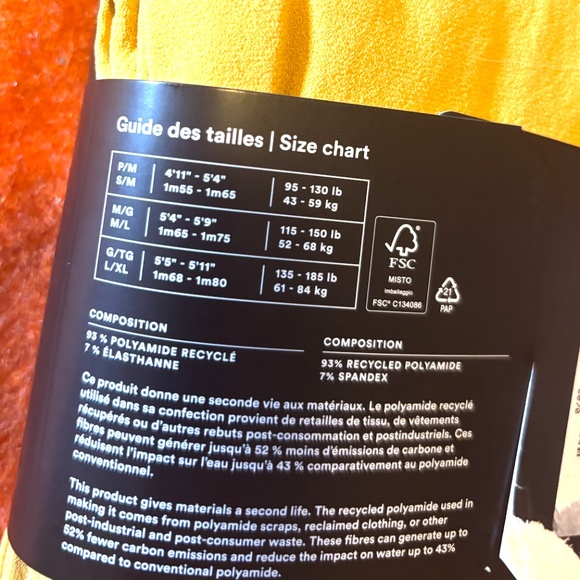 Guide des tailles | Size chart
P/M
S/M
4'11" - 5'4"
1m55 - 1m65
95 - 130 lb
43 - 59 kg
M/G
M/L
5'4" - 5'9"
1m65 - 1m75
115 - 150 lb
52 - 68 kg
G/TG
L/XL
5'5" - 5'11"
1m68 - 1m80
135 - 185 lb
61 - 84 kg
FSC
MISTO
Imballaggio
FSC® C134086
21
PAP
COMPOSITION
93 % POLYAMIDE RECYCLÉ
7 % ÉLASTHANNE
COMPOSITION
93% RECYCLED POLYAMIDE
7% SPANDEX
Ce produit donne une seconde vie aux matériaux. Le polyamide recyclé
utilisé dans sa confection provient de retailles de tissu, de vêtements
récupérés ou d'autres rebuts post-consommation et postindustriels. Ces
fibres peuvent générer jusqu'à 52 % moins d'émissions de carbone et
réduisent l'impact sur l'eau jusqu'à 43 % comparativement au polyamide
conventionnel.
This product gives materials a second life. The recycled polyamide used in
making it comes from polyamide scraps, reclaimed clothing, or other
post-industrial and post-consumer waste. These fibres can generate up to
52% fewer carbon emissions and reduce the impact on water up to 43%
compared to conventional polyamide.